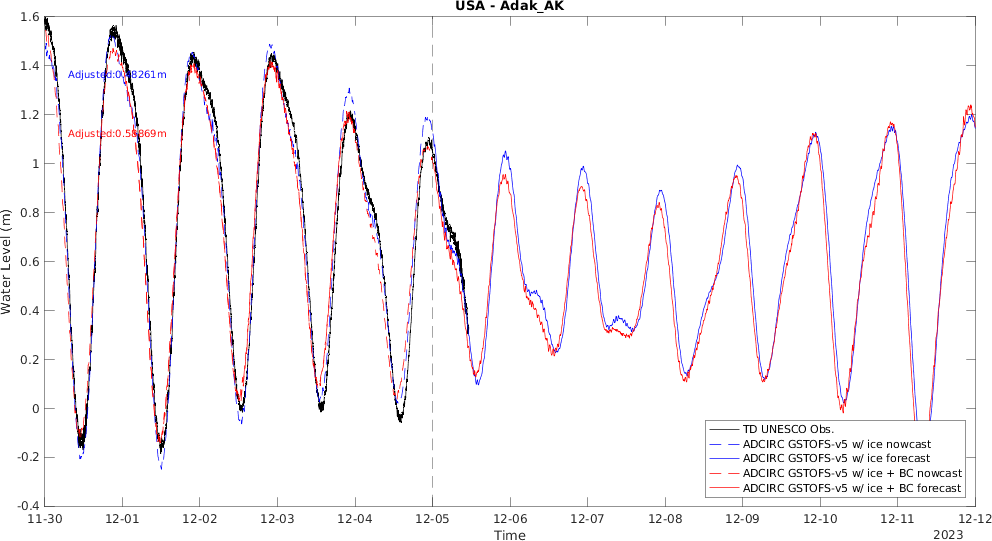 USA - Adak_AK
1.6
1.4
1.2
1
0.8
0.6
0.4
0.2
0
-0.2
-0.4
Water Level (m)
Adjusted:0.58869m
TD UNESCO Obs.
ADCIRC GSTOFS-v5 w/ ice nowcast
ADCIRC GSTOFS-v5 w/ ice forecast
ADCIRC GSTOFS-v5 w/ ice + BC nowcast
ADCIRC GSTOFS-v5 w/ ice + BC forecast
11-30
12-01
12-02
12-03
12-04
12-05
12-06
12-07
12-08
12-09
12-10
12-11
12-12
Time
2023